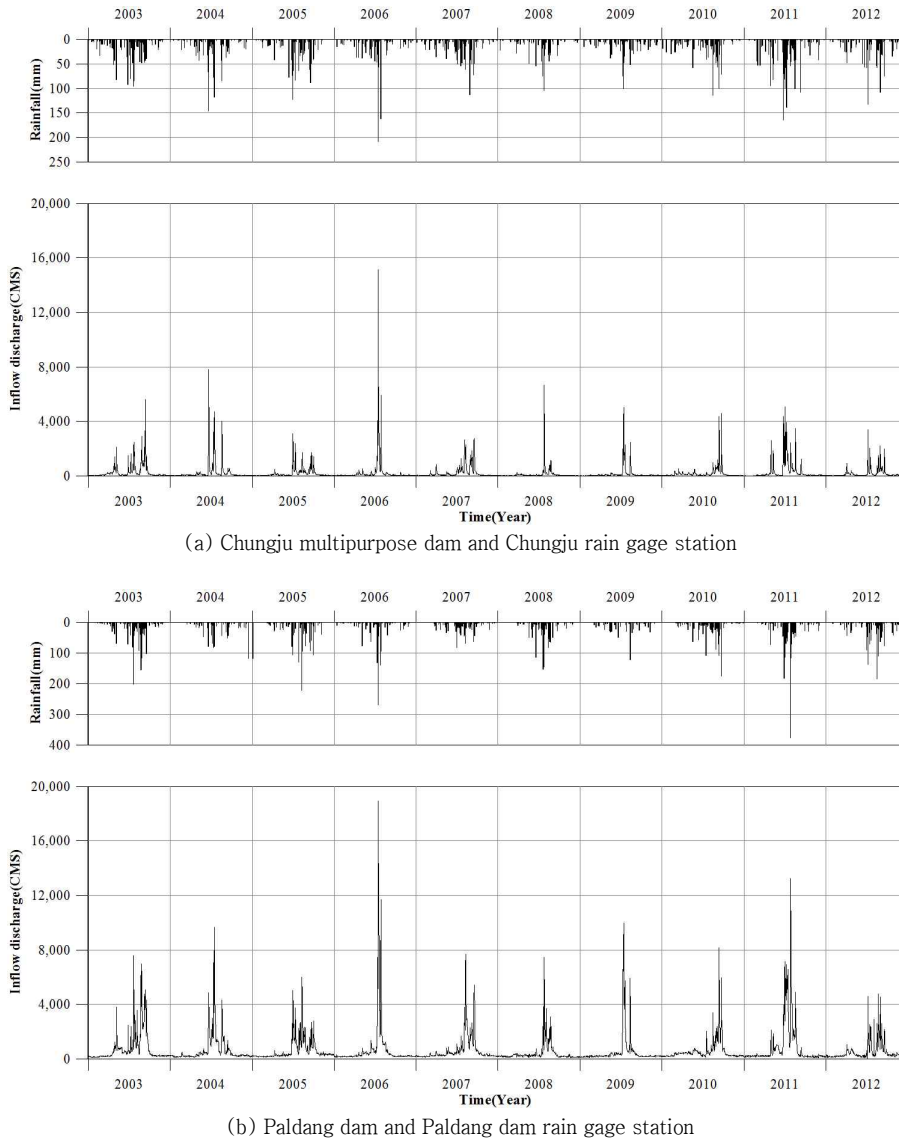 2003 2004 2005 2006 2007 2008 2009 2010 2011 2012
0
50
100
150
200
250
Rainfall(mm)
20,000
16,000
12,000
8,000
4,000
0
Inflow discharge(CMS)
2003 2004 2005 2006 2007 2008 2009 2010 2011 2012
Time(Year)
(a) Chungju multipurpose dam and Chungju rain gage station
2003 2004 2005 2006 2007 2008 2009 2010 2011 2012
0
100
200
300
400
Rainfall(mm)
20,000
16,000
12,000
8,000
4,000
0
Inflow discharge(CMS)
2003 2004 2005 2006 2007 2008 2009 2010 2011 2012
Time(Year)
(b) Paldang dam and Paldang dam rain gage station